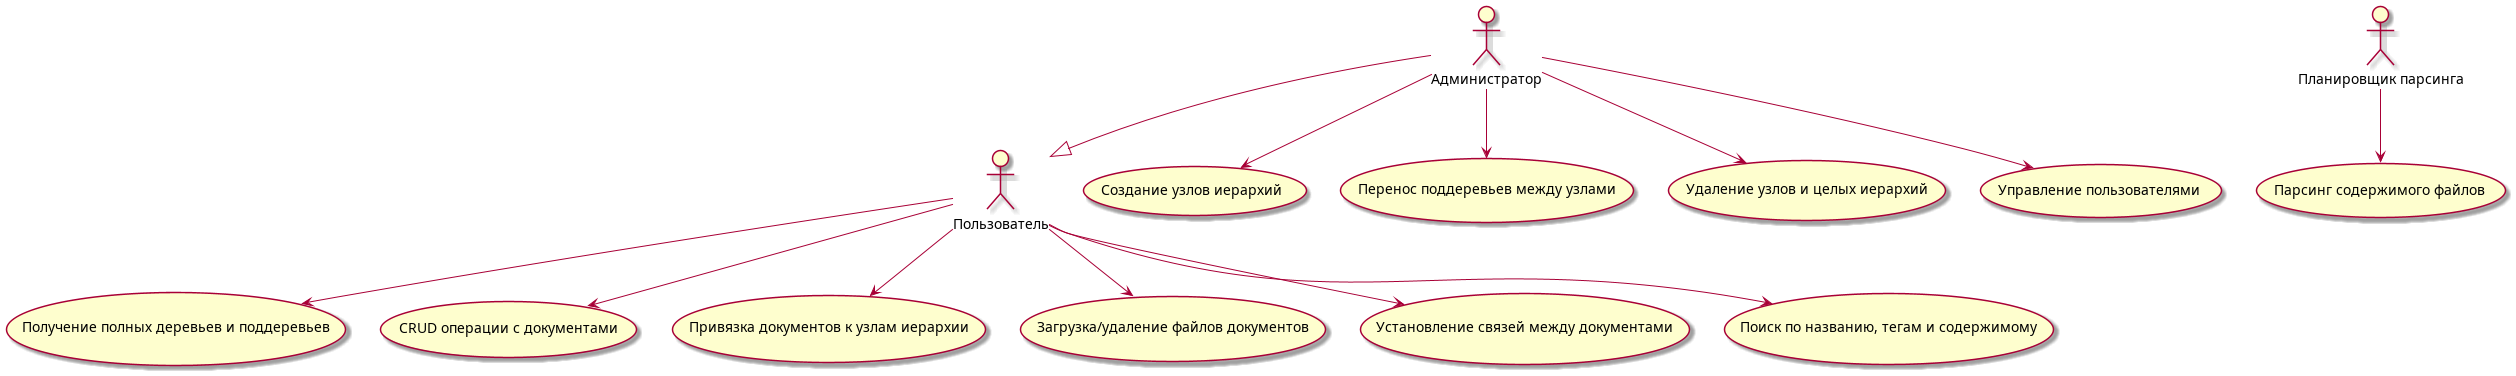 Администратор
Планировщик парсинга
Пользователь
Создание узлов иерархий
Перенос поддеревьев между узлами
Удаление узлов и целых иерархий
Управление пользователями
Парсинг содержимого файлов
Получение полных деревьев и поддеревьев
CRUD операции с документами
Привязка документов к узлам иерархии
Загрузка/удаление файлов документов
Установление связей между документами
Поиск по названию, тегам и содержимому